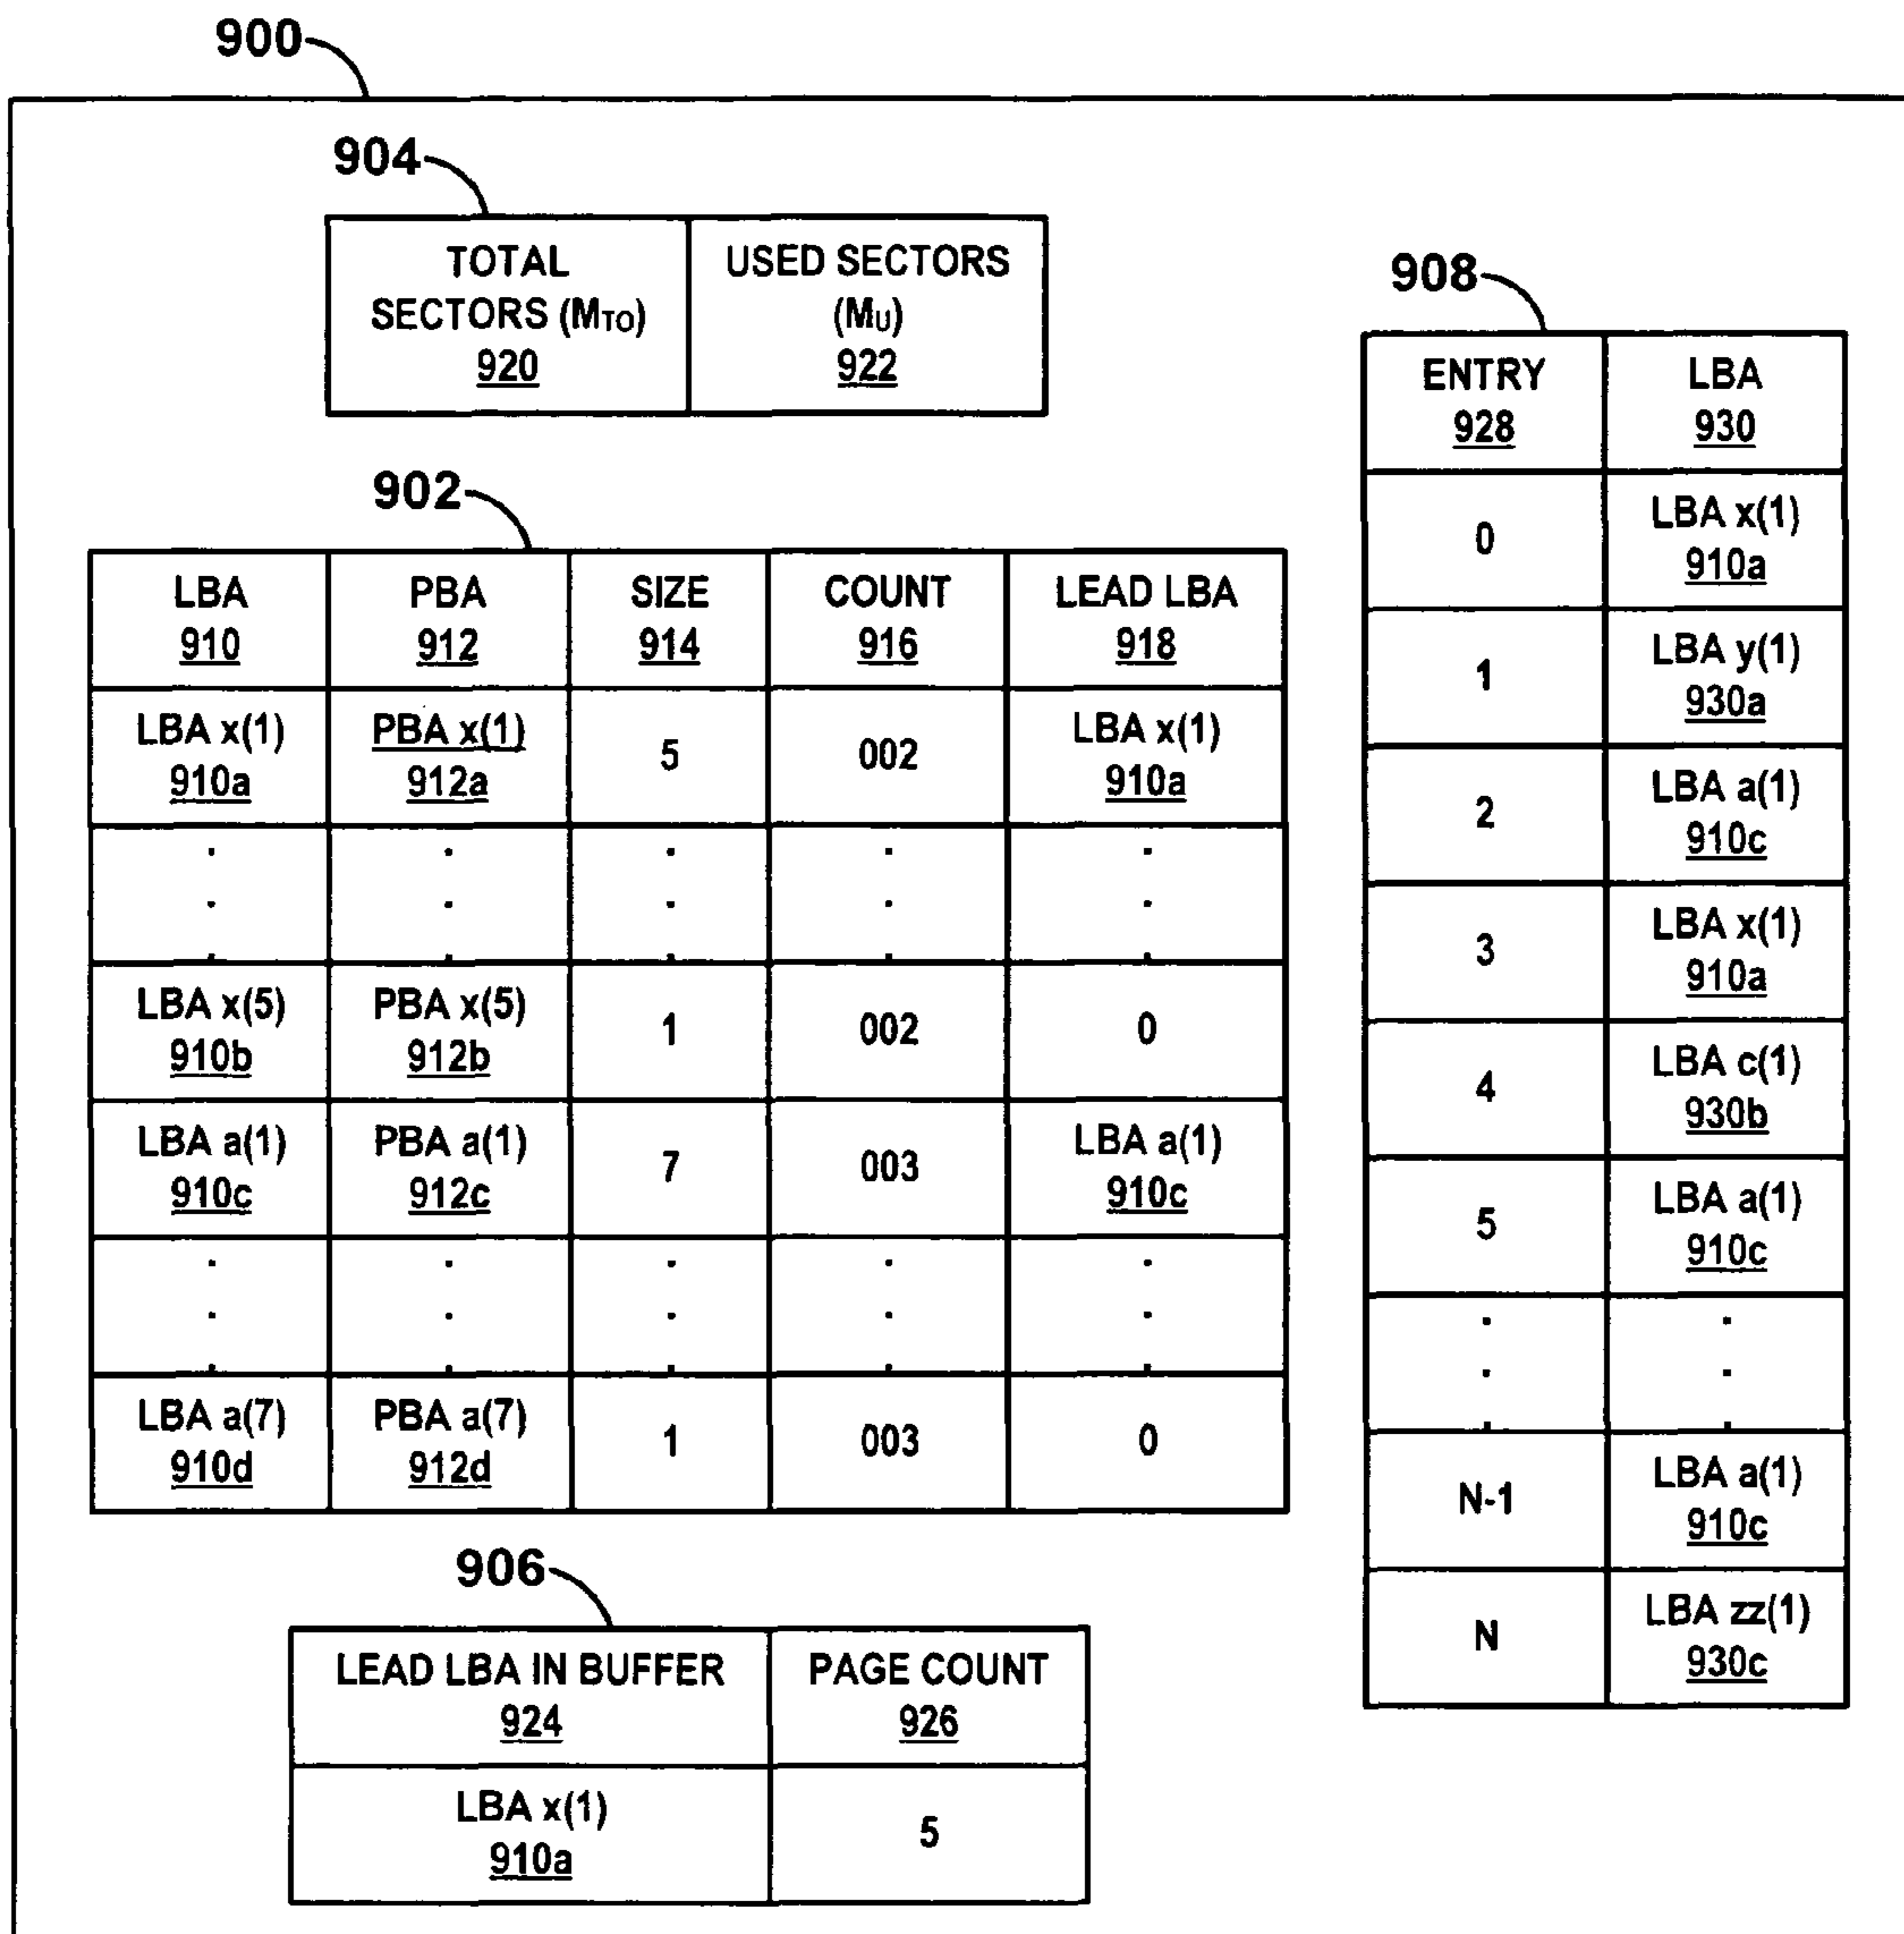 900
904
TOTAL SECTORS (MTO) 920
USED SECTORS (MU) 922
902
LBA 910 PBA 912 SIZE 914 COUNT 916 LEAD LBA 918
LBA x(1) 910a PBA x(1) 912a 5 002 LBA x(1) 910a
. . . . .
. . . . .
. . . . .
LBA x(5) 910b PBA x(5) 912b 1 002 0
LBA a(1) 910c PBA a(1) 912c 7 003 LBA a(1) 910c
. . . . .
. . . . .
. . . . .
LBA a(7) 910d PBA a(7) 912d 1 003 0
906
LEAD LBA IN BUFFER 924 PAGE COUNT 926
LBA x(1) 910a 5
908
ENTRY 928 LBA 930
0 LBA x(1) 910a
1 LBA y(1) 930a
2 LBA a(1) 910c
3 LBA x(1) 910a
4 LBA c(1) 930b
5 LBA a(1) 910c
. .
. .
. .
N-1 LBA a(1) 910c
N LBA zz(1) 930c